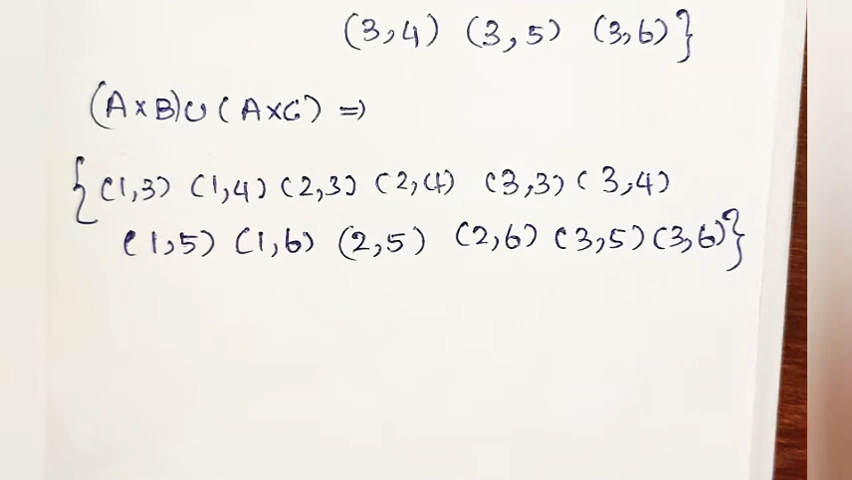 (3,4) (3,5) (3,6)}
(A×B)∪(A×C) ⇒
{(1,3) (1,4) (2,3) (2,4) (3,3) (3,4)
(1,5) (1,6) (2,5) (2,6) (3,5) (3,6)}